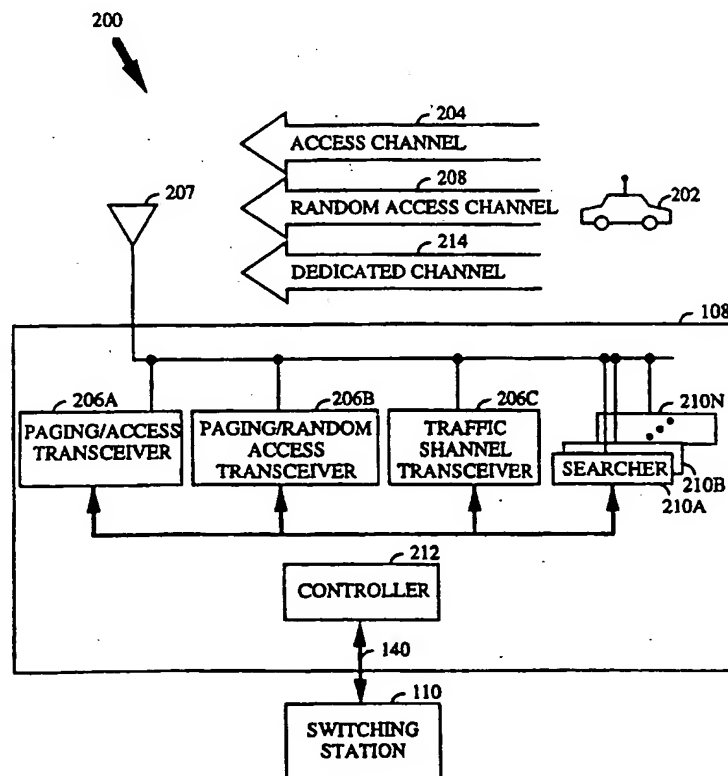 200
204
ACCESS CHANNEL
208
207
RANDOM ACCESS CHANNEL
202
214
DEDICATED CHANNEL
108
206A
PAGING/ACCESS
TRANSCEIVER
206B
PAGING/RANDOM
ACCESS
TRANSCEIVER
206C
TRAFFIC
CHANNEL
TRANSCEIVER
210N
SEARCHER
210B
210A
212
CONTROLLER
140
110
SWITCHING
STATION